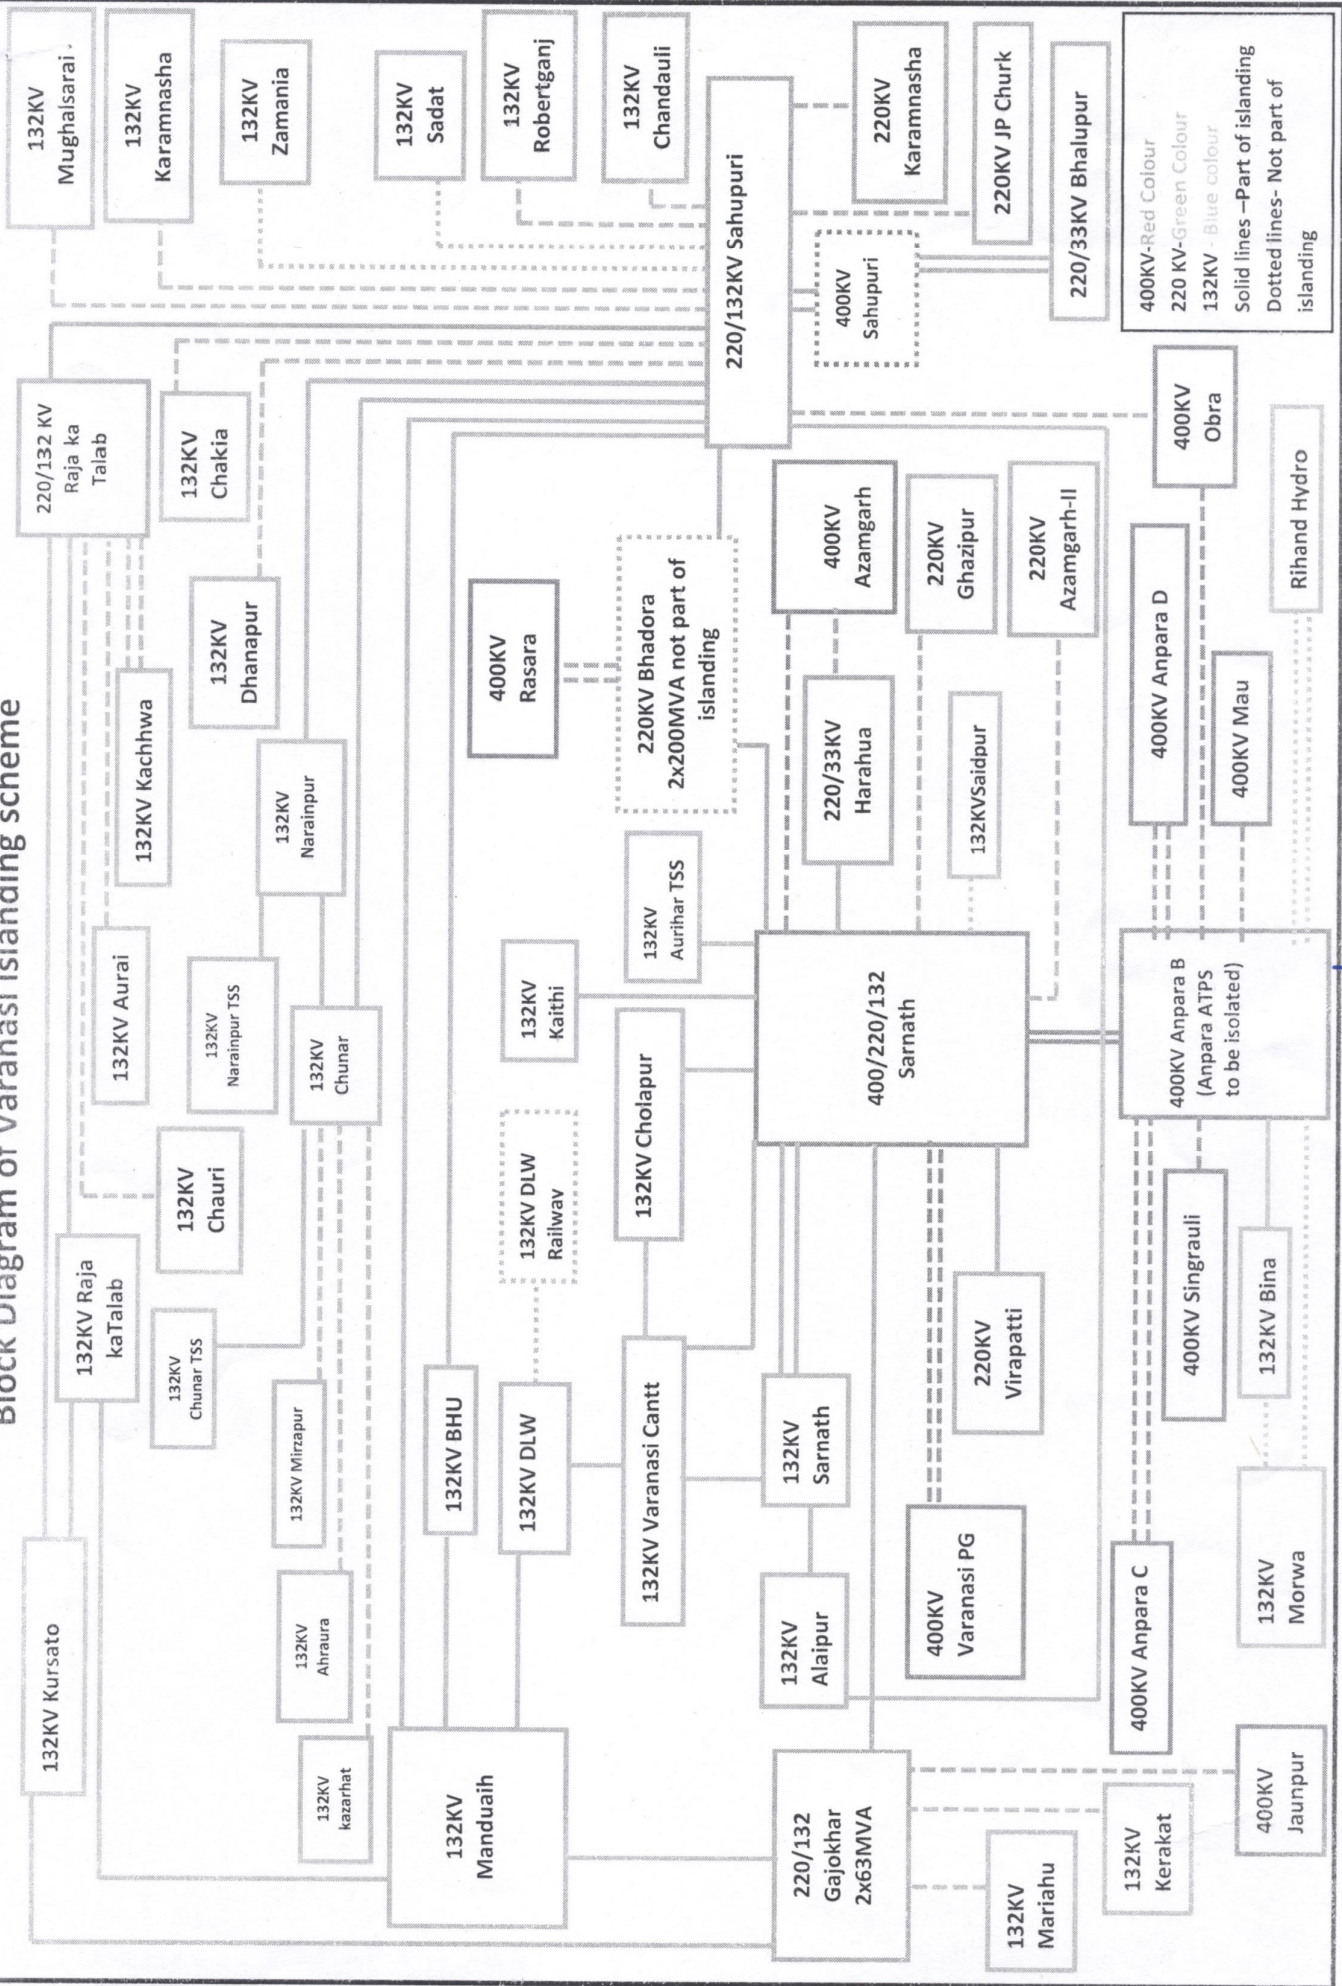 Block Diagram of Varanasi Islanding scheme
132KV Kursato
132KV Raja
kaTalab
220/132 KV
Raja ka
Talab
132KV
Mughalsarai
132KV
Karamnasha
132KV
Zamania
132KV
Sadat
132KV
Robertganj
132KV
Chandauli
132KV
Chauri
132KV Aurai
132KV Kachhwa
132KV
Chakia
132KV
Dhanapur
132KV
Chunar TSS
132KV
Narainpur TSS
132KV
Narainpur
132KV
Chunar
132KV Mirzapur
132KV
Ahraura
132KV
kazarhat
132KV
Manduaih
132KV BHU
132KV DLW
132KV DLW
Railwav
132KV
Kaithi
400KV
Rasara
132KV Varanasi Cantt
132KV Cholapur
132KV
Aurihar TSS
220KV Bhadora
2x200MVA not part of
islanding
220/132KV Sahupuri
220/132
Gajokhar
2x63MVA
132KV
Alaipur
132KV
Sarnath
400/220/132
Sarnath
220/33KV
Harahua
400KV
Azamgarh
400KV
Sahupuri
220KV
Karamnasha
400KV
Varanasi PG
220KV
Virapatti
132KVSaidpur
220KV
Ghazipur
220KV
Azamgarh-II
220KV JP Churk
220/33KV Bhalupur
132KV
Mariahu
132KV
Kerakat
400KV
Jaunpur
400KV Anpara C
400KV Singrauli
132KV Bina
132KV
Morwa
400KV Anpara B
(Anpara ATPS
to be isolated)
400KV Anpara D
400KV Mau
400KV
Obra
Rihand Hydro
400KV-Red Colour
220 KV-Green Colour
132KV - Blue colour
Solid lines –Part of islanding
Dotted lines- Not part of
islanding